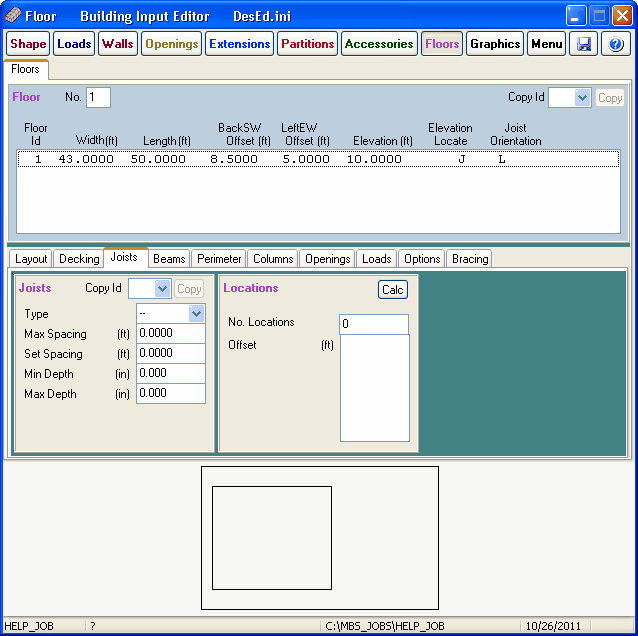 Floor Building Input Editor DesEd.ini
Shape Loads Walls Openings Extensions Partitions Accessories Floors Graphics Menu
Floors
Floor No. 1 Copy Id Copy
Floor Id Width(ft) Length(ft) BackSW Offset (ft) LeftEW Offset (ft) Elevation (ft) Elevation Locate Joist Orientation
1 43.0000 50.0000 8.5000 5.0000 10.0000 J L
Layout Decking Joists Beams Perimeter Columns Openings Loads Options Bracing
Joists Copy Id Copy
Type --
Max Spacing (ft) 0.0000
Set Spacing (ft) 0.0000
Min Depth (in) 0.000
Max Depth (in) 0.000
Locations Calc
No. Locations 0
Offset (ft)
HELP_JOB ? C:\MBS_JOBS\HELP_JOB 10/26/2011